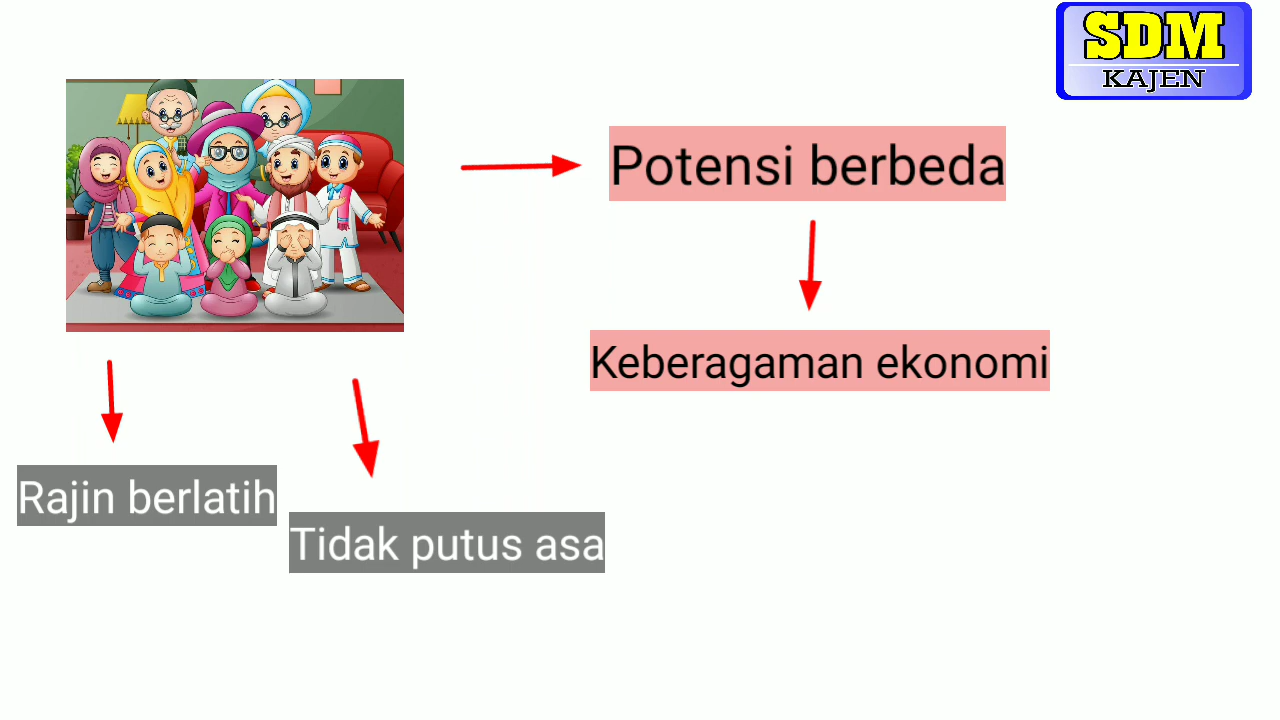 SDM
KAJEN
Potensi berbeda
Keberagaman ekonomi
Rajin berlatih
Tidak putus asa